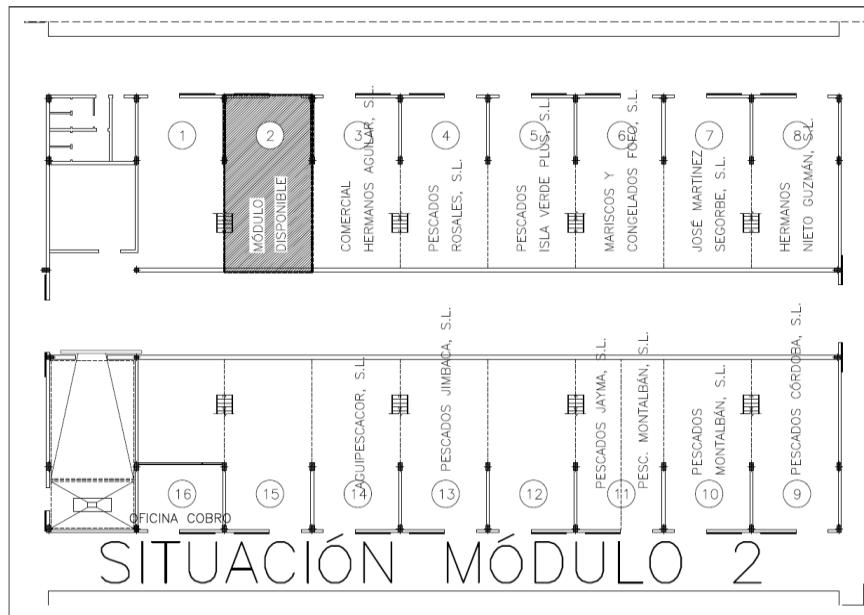 1
2
3
4
5
6
7
8
MÓDULO
DISPONIBLE
COMERCIAL
HERMANOS AGUILAR, S.L.
PESCADOS
ROSALES, S.L.
PESCADOS
ISLA VERDE PLUS, S.L.
MARISCOS Y
CONGELADOS FOFO, S.L.
JOSÉ MARTÍNEZ
SEGORBE, S.L.
HERMANOS
NIETO GUZMÁN, S.L.
AGUIPESCACOR, S.L.
PESCADOS JIMBACA, S.L.
PESCADOS JAYMA, S.L.
PESC. MONTALBÁN, S.L.
PESCADOS
MONTALBÁN, S.L.
PESCADOS CÓRDOBA, S.L.
16
15
14
13
12
11
10
9
OFICINA COBRO
SITUACIÓN MÓDULO 2